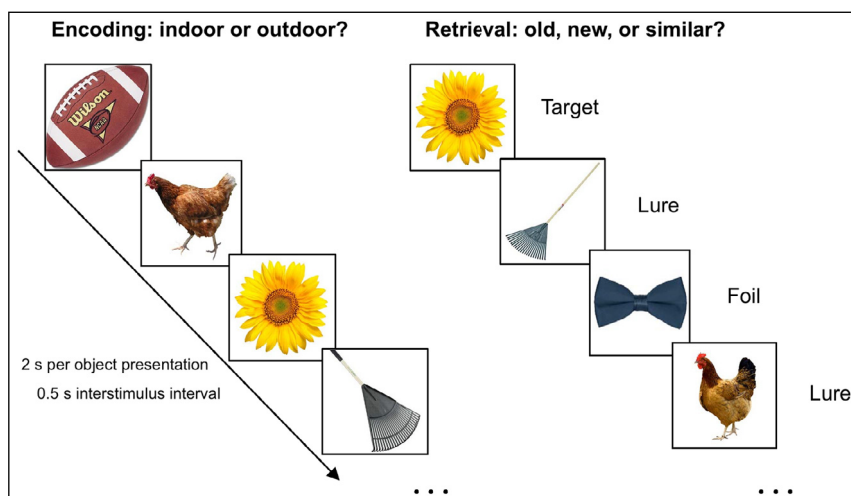 Encoding: indoor or outdoor?
Retrieval: old, new, or similar?
Wilson
Target
Lure
Foil
2 s per object presentation
0.5 s interstimulus interval
Lure
. . .
. . .